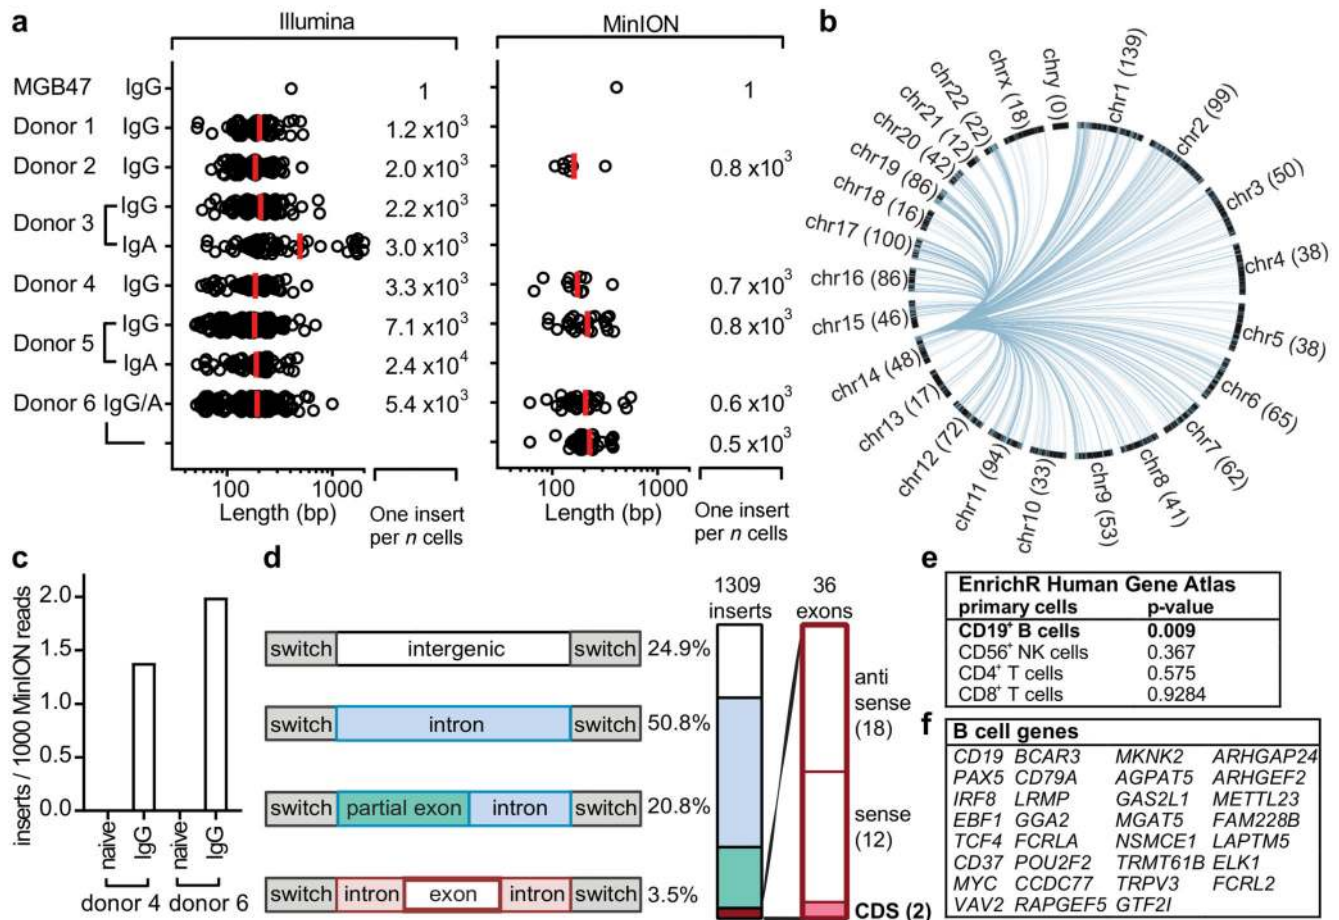 a
Illumina
MinION
MGB47 IgG 1 1
Donor 1 IgG 1.2 x10³
Donor 2 IgG 2.0 x10³ 0.8 x10³
Donor 3
IgG 2.2 x10³
IgA 3.0 x10³
Donor 4 IgG 3.3 x10³ 0.7 x10³
Donor 5
IgG 7.1 x10³ 0.8 x10³
IgA 2.4 x10⁴
Donor 6 IgG/A 5.4 x10³ 0.6 x10³
0.5 x10³
100 1000
Length (bp)
One insert
per n cells
100 1000
Length (bp)
One insert
per n cells
b
chr1 (139)
chr2 (99)
chr3 (50)
chr4 (38)
chr5 (38)
chr6 (65)
chr7 (62)
chr8 (41)
chr9 (53)
chr10 (33)
chr11 (94)
chr12 (72)
chr13 (17)
chr14 (48)
chr15 (46)
chr16 (86)
chr17 (100)
chr18 (16)
chr19 (86)
chr20 (42)
chr21 (12)
chr22 (22)
chrx (18)
chry (0)
c
inserts / 1000 MinION reads
2.0
1.5
1.0
0.5
0.0
naive IgG naive IgG
donor 4 donor 6
d
switch intergenic switch 24.9%
switch intron switch 50.8%
switch partial exon intron switch 20.8%
switch intron exon intron switch 3.5%
1309
inserts
36
exons
anti
sense
(18)
sense
(12)
CDS (2)
e
EnrichR Human Gene Atlas
primary cells p-value
CD19⁺ B cells 0.009
CD56⁺ NK cells 0.367
CD4⁺ T cells 0.575
CD8⁺ T cells 0.9284
f
B cell genes
CD19 BCAR3 MKNK2 ARHGAP24
PAX5 CD79A AGPAT5 ARHGEF2
IRF8 LRMP GAS2L1 METTL23
EBF1 GGA2 MGAT5 FAM228B
TCF4 FCRLA NSMCE1 LAPTM5
CD37 POU2F2 TRMT61B ELK1
MYC CCDC77 TRPV3 FCRL2
VAV2 RAPGEF5 GTF2I